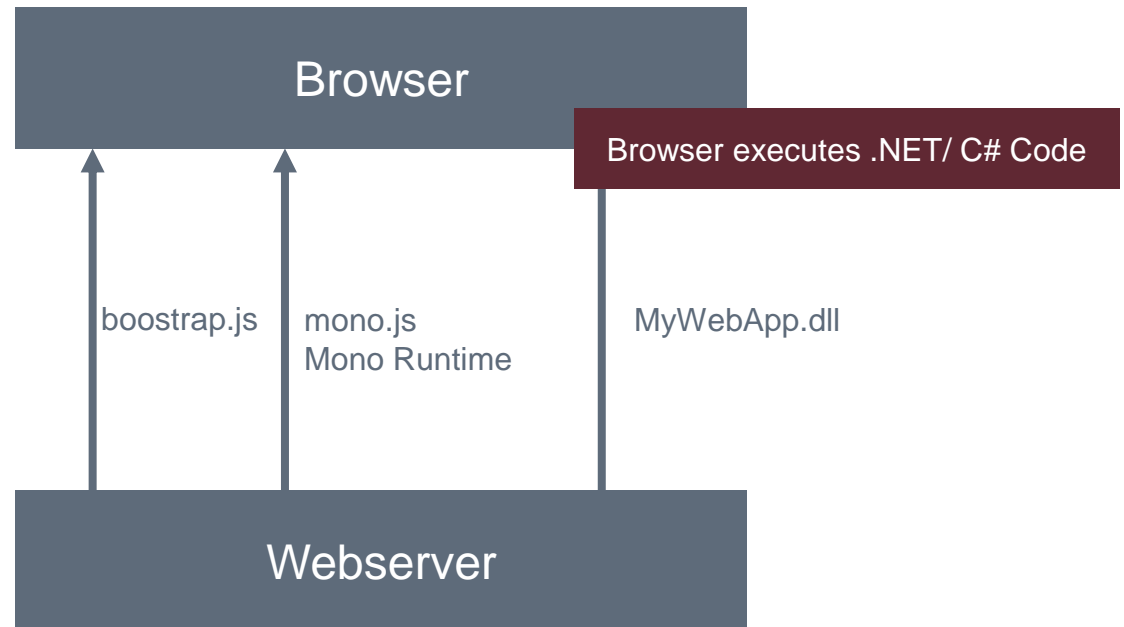 Browser
Browser executes .NET/ C# Code
boostrap.js
mono.js
Mono Runtime
MyWebApp.dll
Webserver